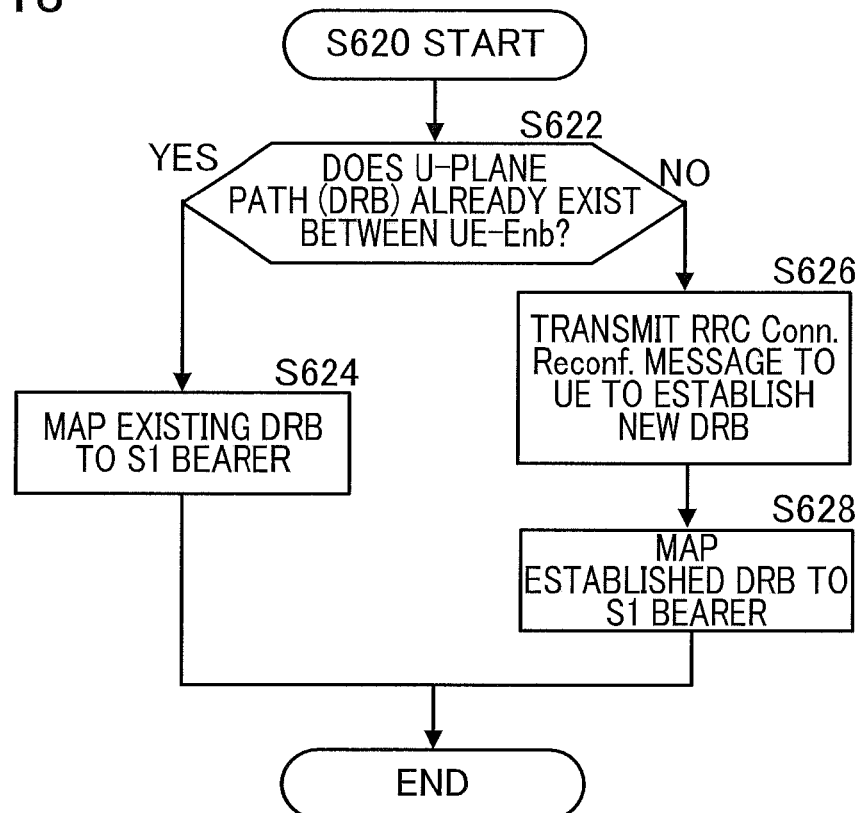 S620 START
S622
YES
DOES U-PLANE
PATH (DRB) ALREADY EXIST
BETWEEN UE-Enb?
NO
S624
MAP EXISTING DRB
TO S1 BEARER
S626
TRANSMIT RRC Conn.
Reconf. MESSAGE TO
UE TO ESTABLISH
NEW DRB
S628
MAP
ESTABLISHED DRB TO
S1 BEARER
END